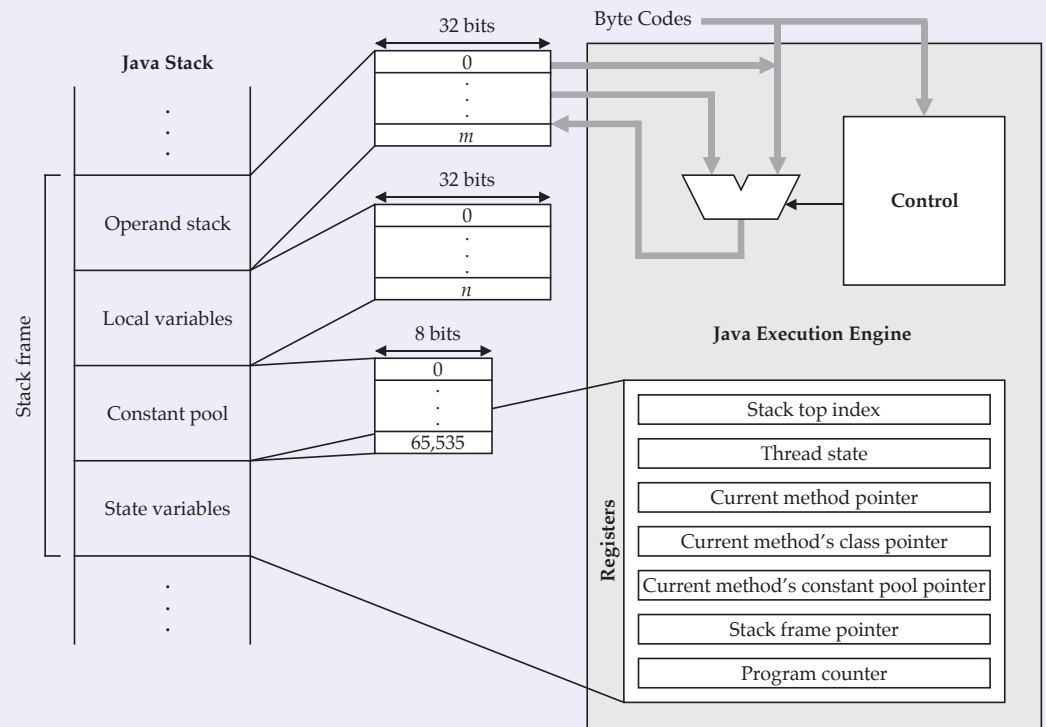 Java Stack
.
.
.
Stack frame
Operand stack
Local variables
Constant pool
State variables
.
.
.
32 bits
0
.
.
.
m
32 bits
0
.
.
.
n
8 bits
0
.
.
.
65,535
Byte Codes
Control
Java Execution Engine
Registers
Stack top index
Thread state
Current method pointer
Current method’s class pointer
Current method’s constant pool pointer
Stack frame pointer
Program counter